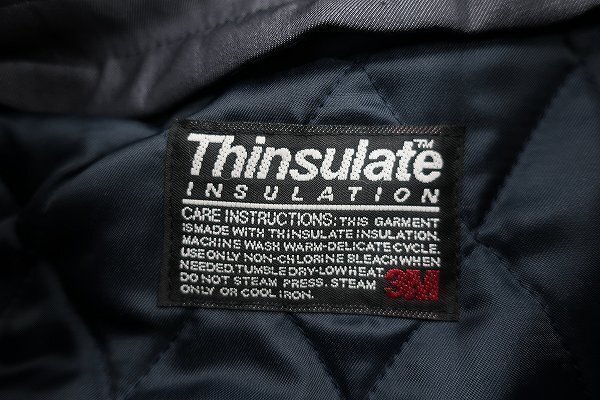 Thinsulate™
INSULATION
CARE INSTRUCTIONS: THIS GARMENT
IS MADE WITH THINSULATE INSULATION.
MACHINE WASH WARM-DELICATE CYCLE.
USE ONLY NON-CHLORINE BLEACH WHEN
NEEDED. TUMBLE DRY-LOW HEAT.
DO NOT STEAM PRESS. STEAM
ONLY OR COOL IRON.
3M